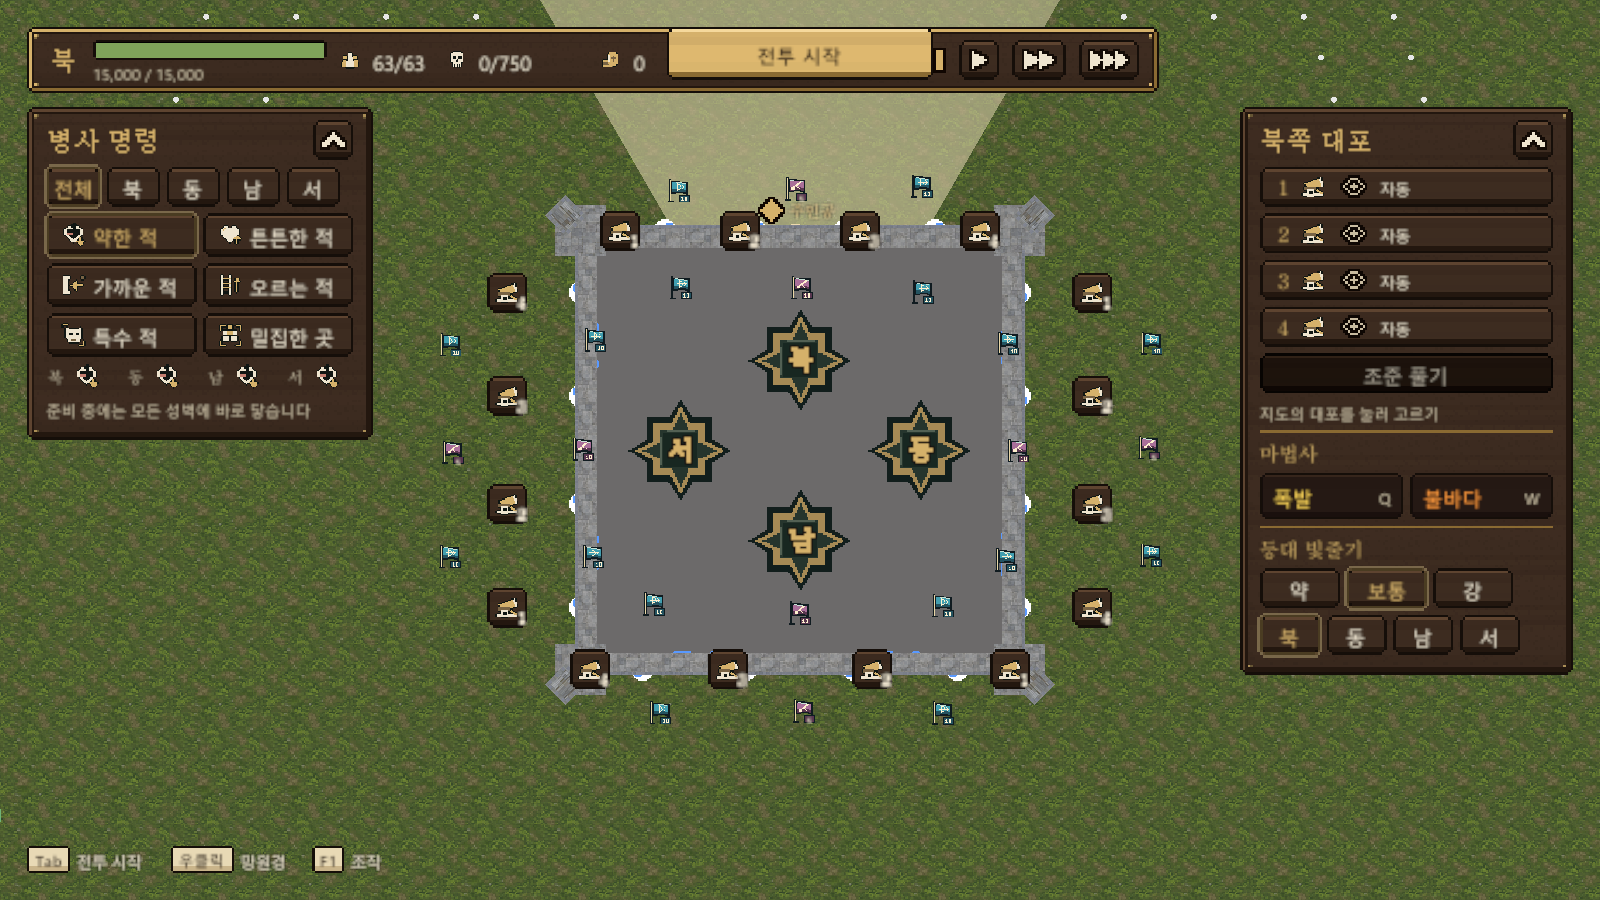 북 15,000 / 15,000 63/63 0/750 0 전투 시작
병사 명령
전체 북 동 남 서
약한 적 튼튼한 적
가까운 적 오르는 적
특수 적 밀집한 곳
북 동 남 서
준비 중에는 모든 성벽에 바로 닿습니다
북
서 동
남
북쪽 대포
1 자동
2 자동
3 자동
4 자동
조준 풀기
지도의 대포를 눌러 고르기
마법사
폭발 Q 불바다 W
등대 빛줄기
약 보통 강
북 동 남 서
Tab 전투 시작 우클릭 망원경 F1 조작